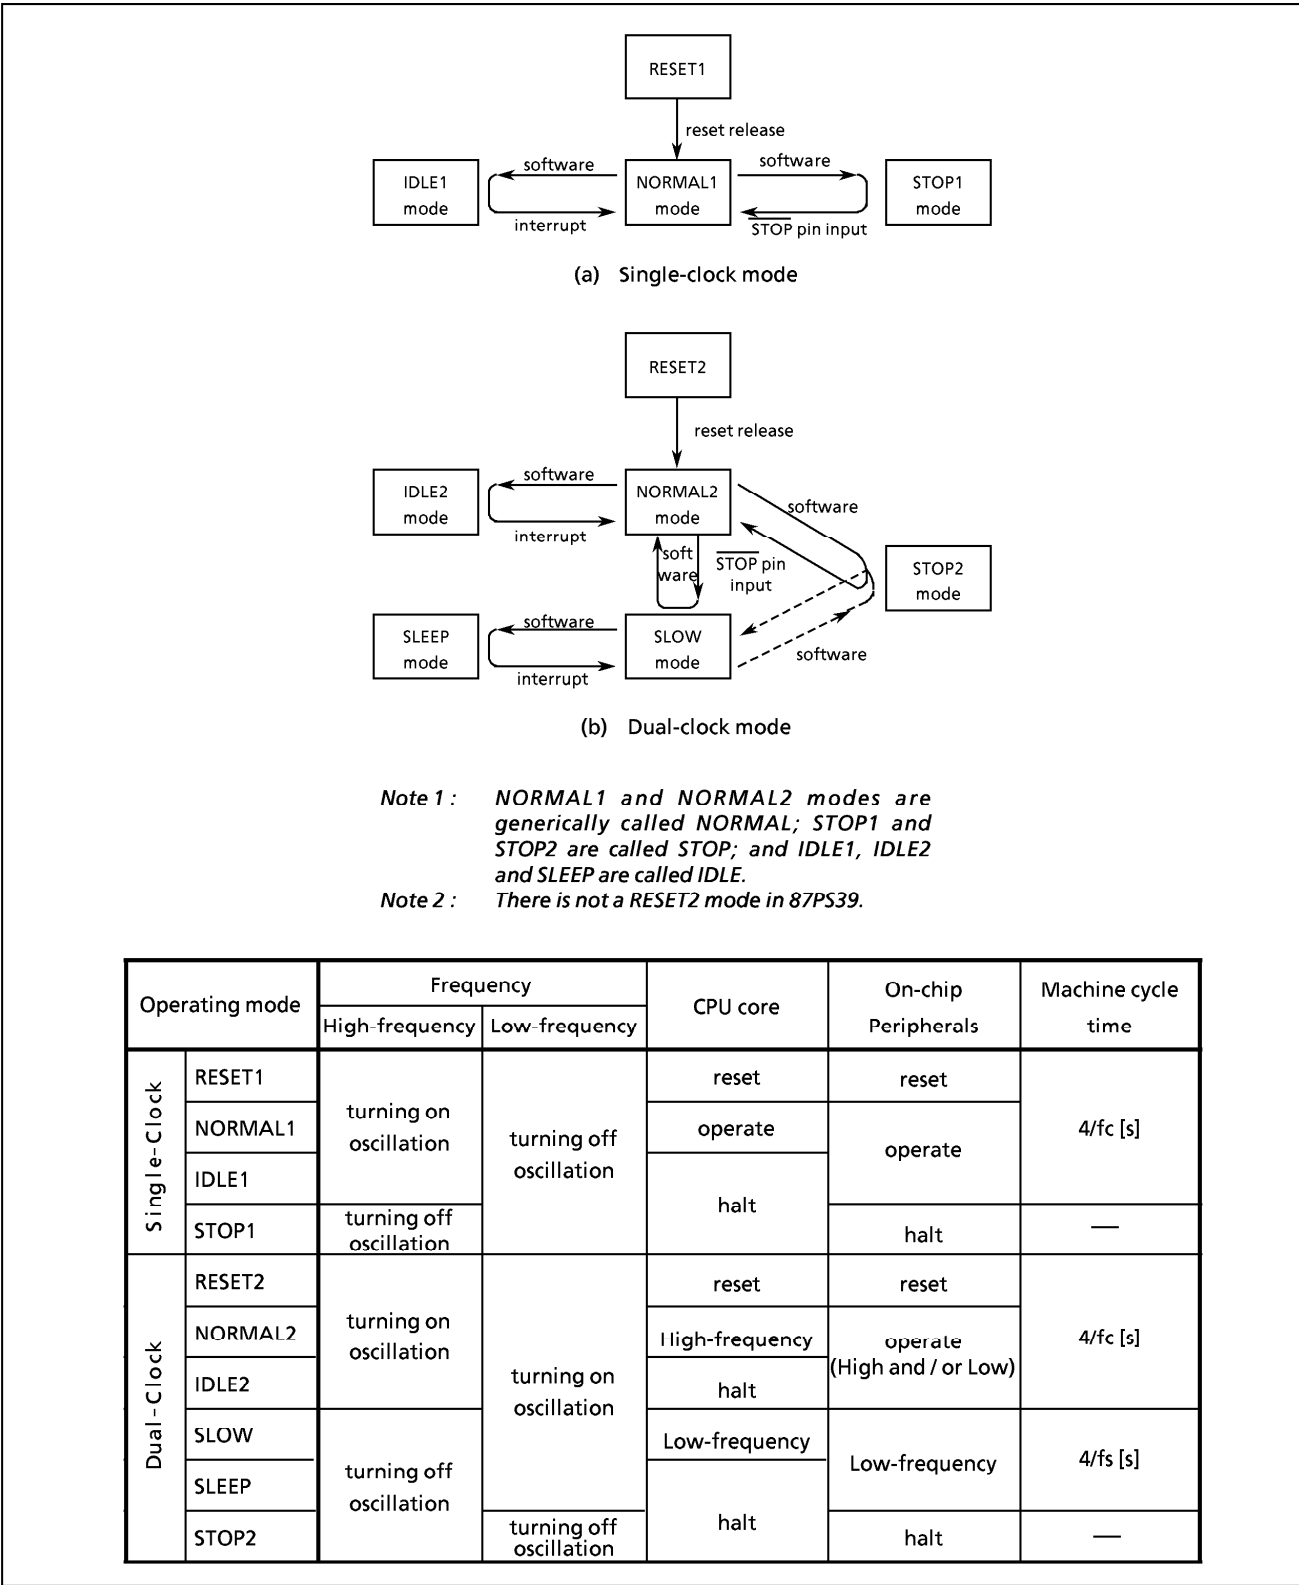 RESET1
reset release
software
software
IDLE1
mode
NORMAL1
mode
STOP1
mode
interrupt
STOP pin input
(a) Single-clock mode
RESET2
reset release
software
IDLE2
mode
NORMAL2
mode
software
interrupt
soft
ware
STOP pin
input
STOP2
mode
software
SLEEP
mode
SLOW
mode
software
interrupt
(b) Dual-clock mode
Note 1 : NORMAL1 and NORMAL2 modes are
generically called NORMAL; STOP1 and
STOP2 are called STOP; and IDLE1, IDLE2
and SLEEP are called IDLE.
Note 2 : There is not a RESET2 mode in 87PS39.
Operating mode
Frequency
High-frequency
Low-frequency
CPU core
On-chip
Peripherals
Machine cycle
time
Single-Clock
RESET1
turning on
oscillation
turning off
oscillation
reset
reset
4/fc [s]
NORMAL1
operate
operate
IDLE1
halt
STOP1
turning off
oscillation
halt
—
Dual-Clock
RESET2
turning on
oscillation
turning on
oscillation
reset
reset
4/fc [s]
NORMAL2
High-frequency
operate
(High and / or Low)
IDLE2
halt
SLOW
turning off
oscillation
Low-frequency
Low-frequency
4/fs [s]
SLEEP
halt
STOP2
turning off
oscillation
halt
—